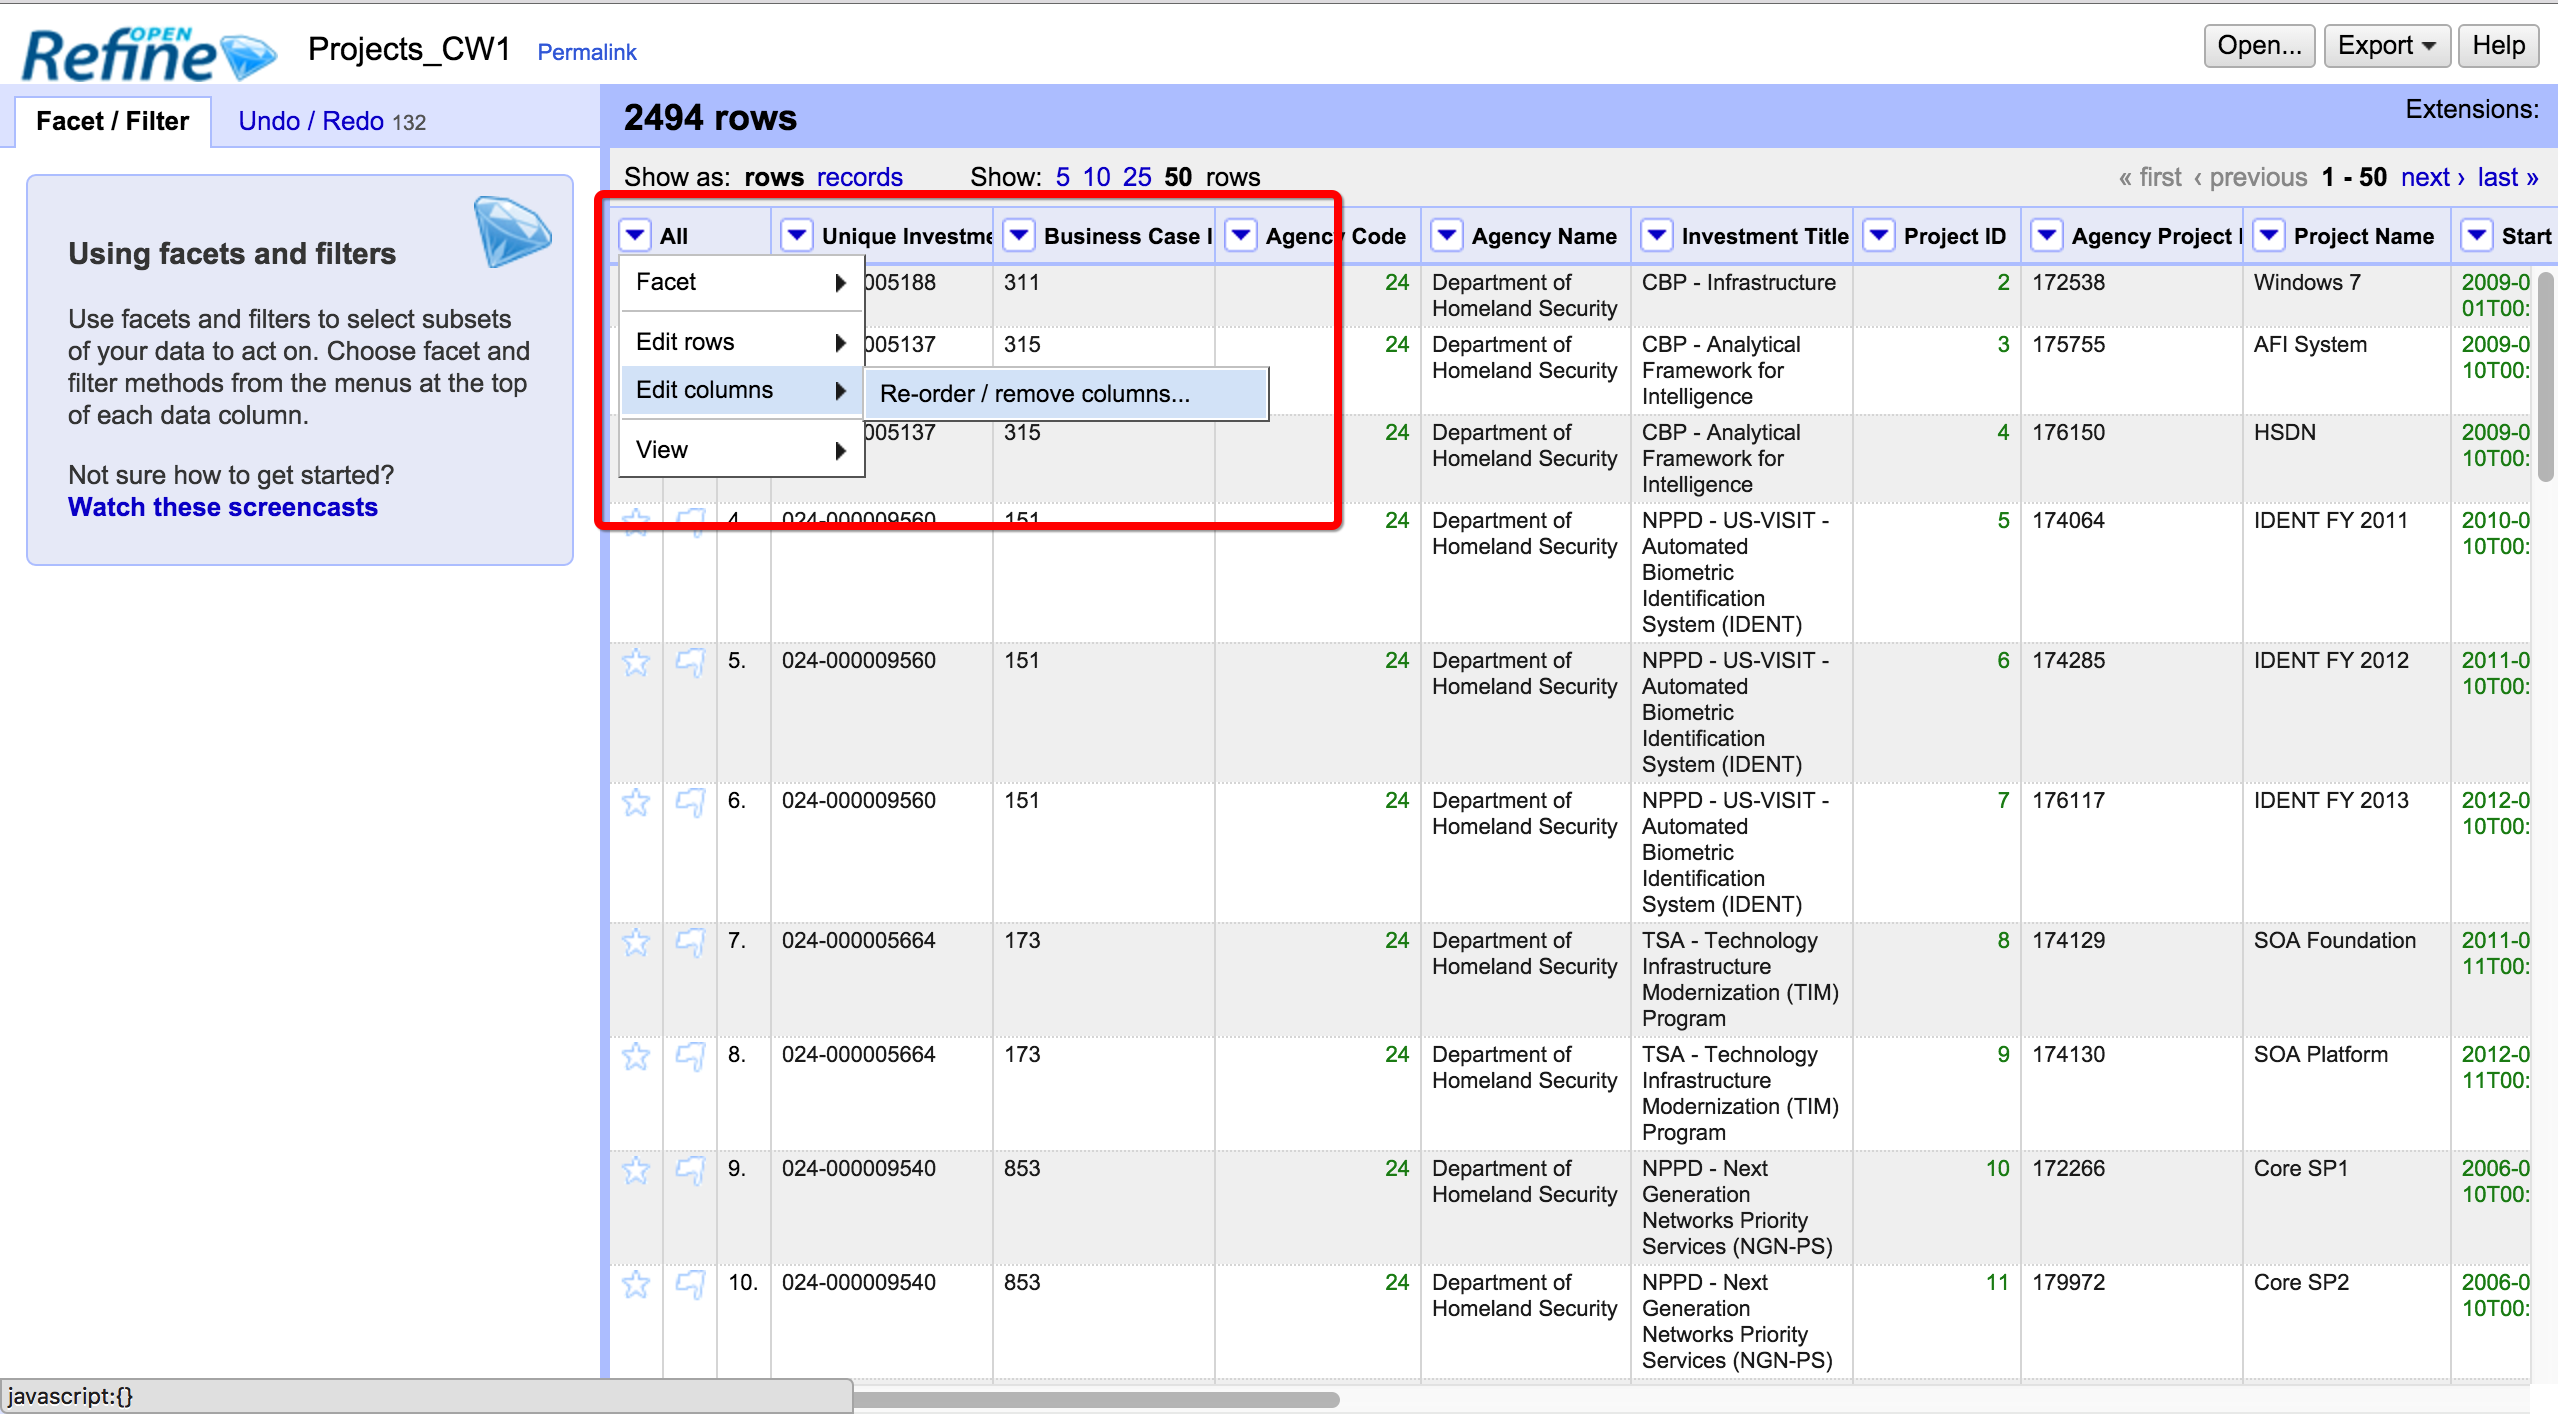 OPEN
Refine
Projects_CW1 Permalink
Open... Export Help
Facet / Filter Undo / Redo 132
2494 rows
Extensions:
Show as: rows records Show: 5 10 25 50 rows
« first ‹ previous 1 - 50 next › last »
Using facets and filters
Use facets and filters to select subsets
of your data to act on. Choose facet and
filter methods from the menus at the top
of each data column.
Not sure how to get started?
Watch these screencasts
All Unique Investme Business Case I Agency Code Agency Name Investment Title Project ID Agency Project Project Name Start
Facet
Edit rows
Edit columns
Re-order / remove columns...
View
005188 311 24 Department of
Homeland Security
CBP - Infrastructure
2 172538 Windows 7 2009-0
01T00:
005137 315 24 Department of
Homeland Security
CBP - Analytical
Framework for
Intelligence
3 175755 AFI System 2009-0
10T00:
005137 315 24 Department of
Homeland Security
CBP - Analytical
Framework for
Intelligence
4 176150 HSDN 2009-0
10T00:
4. 024-000009560 151 24 Department of
Homeland Security
NPPD - US-VISIT -
Automated
Biometric
Identification
System (IDENT)
5 174064 IDENT FY 2011 2010-0
10T00:
5. 024-000009560 151 24 Department of
Homeland Security
NPPD - US-VISIT -
Automated
Biometric
Identification
System (IDENT)
6 174285 IDENT FY 2012 2011-0
10T00:
6. 024-000009560 151 24 Department of
Homeland Security
NPPD - US-VISIT -
Automated
Biometric
Identification
System (IDENT)
7 176117 IDENT FY 2013 2012-0
10T00:
7. 024-000005664 173 24 Department of
Homeland Security
TSA - Technology
Infrastructure
Modernization (TIM)
Program
8 174129 SOA Foundation 2011-0
11T00:
8. 024-000005664 173 24 Department of
Homeland Security
TSA - Technology
Infrastructure
Modernization (TIM)
Program
9 174130 SOA Platform 2012-0
11T00:
9. 024-000009540 853 24 Department of
Homeland Security
NPPD - Next
Generation
Networks Priority
Services (NGN-PS)
10 172266 Core SP1 2006-0
10T00:
10. 024-000009540 853 24 Department of
Homeland Security
NPPD - Next
Generation
Networks Priority
Services (NGN-PS)
11 179972 Core SP2 2006-0
10T00:
javascript:{}